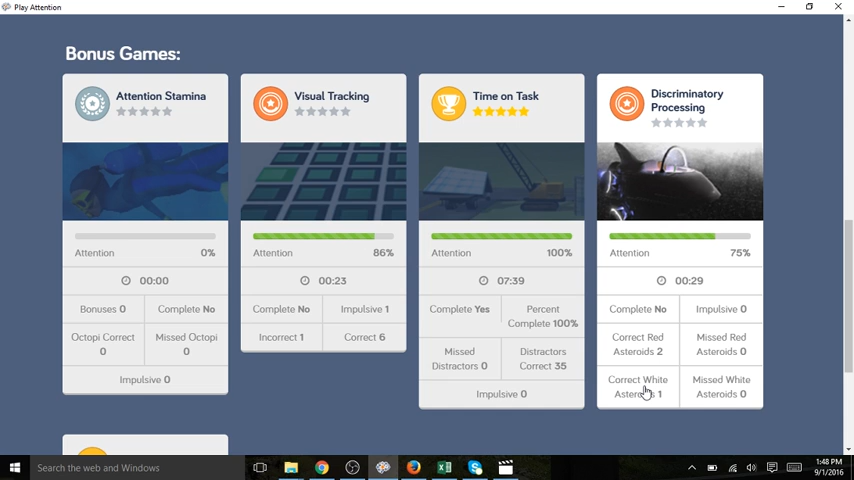 Play Attention
Bonus Games:
Attention Stamina
Attention 0%
00:00
Bonuses 0
Complete No
Octopi Correct
0
Missed Octopi
0
Impulsive 0
Visual Tracking
Attention 86%
00:23
Complete No
Impulsive 1
Incorrect 1
Correct 6
Time on Task
Attention 100%
07:39
Complete Yes
Percent
Complete 100%
Missed
Distractors 0
Distractors
Correct 35
Impulsive 0
Discriminatory
Processing
Attention 75%
00:29
Complete No
Impulsive 0
Correct Red
Asteroids 2
Missed Red
Asteroids 0
Correct White
Asteroids 1
Missed White
Asteroids 0
Search the web and Windows
1:48 PM
9/1/2016